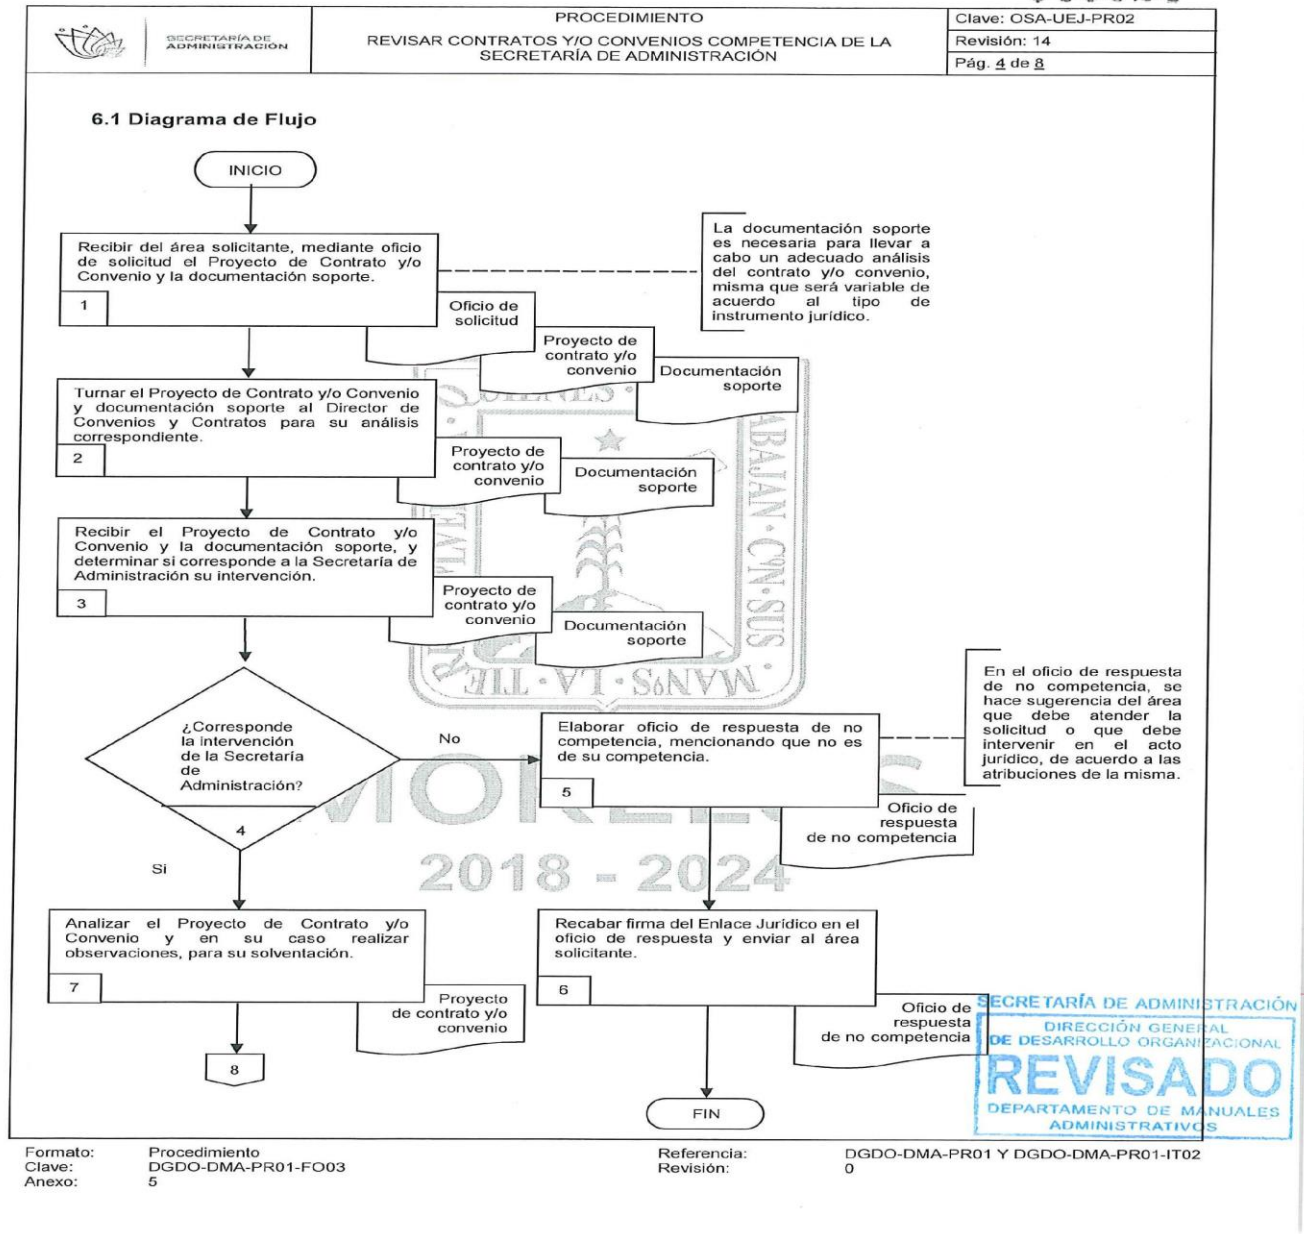 SECRETARÍA DE
ADMINISTRACIÓN
PROCEDIMIENTO
REVISAR CONTRATOS Y/O CONVENIOS COMPETENCIA DE LA
SECRETARÍA DE ADMINISTRACIÓN
Clave: OSA-UEJ-PR02
Revisión: 14
Pág. 4 de 8
6.1 Diagrama de Flujo
INICIO
Recibir del área solicitante, mediante oficio
de solicitud el Proyecto de Contrato y/o
Convenio y la documentación soporte.
1
La documentación soporte
es necesaria para llevar a
cabo un adecuado análisis
del contrato y/o convenio,
misma que será variable de
acuerdo al tipo de
instrumento jurídico.
Oficio de
solicitud
Proyecto de
contrato y/o
convenio
Documentación
soporte
Turnar el Proyecto de Contrato y/o Convenio
y documentación soporte al Director de
Convenios y Contratos para su análisis
correspondiente.
2
Proyecto de
contrato y/o
convenio
Documentación
soporte
Recibir el Proyecto de Contrato y/o
Convenio y la documentación soporte, y
determinar si corresponde a la Secretaría de
Administración su intervención.
3
Proyecto de
contrato y/o
convenio
Documentación
soporte
¿Corresponde
la intervención
de la Secretaría
de
Administración?
4
No
Si
Elaborar oficio de respuesta de no
competencia, mencionando que no es
de su competencia.
5
En el oficio de respuesta
de no competencia, se
hace sugerencia del área
que debe atender la
solicitud o que debe
intervenir en el acto
jurídico, de acuerdo a las
atribuciones de la misma.
Oficio de
respuesta
de no competencia
MORELOS
2018 - 2024
Analizar el Proyecto de Contrato y/o
Convenio y en su caso realizar
observaciones, para su solventación.
7
Proyecto
de contrato y/o
convenio
8
Recabar firma del Enlace Jurídico en el
oficio de respuesta y enviar al área
solicitante.
6
Oficio de
respuesta
de no competencia
FIN
SECRETARÍA DE ADMINISTRACIÓN
DIRECCIÓN GENERAL
DE DESARROLLO ORGANIZACIONAL
REVISADO
DEPARTAMENTO DE MANUALES
ADMINISTRATIVOS
Formato: Procedimiento
Clave: DGDO-DMA-PR01-FO03
Anexo: 5
Referencia: DGDO-DMA-PR01 Y DGDO-DMA-PR01-IT02
Revisión: 0